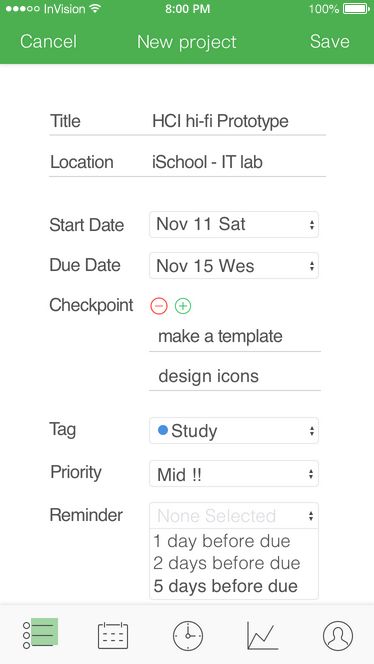 InVision 8:00 PM 100%
Cancel New project Save
Title HCI hi-fi Prototype
Location iSchool - IT lab
Start Date Nov 11 Sat
Due Date Nov 15 Wes
Checkpoint
make a template
design icons
Tag Study
Priority Mid !!
Reminder None Selected
1 day before due
2 days before due
5 days before due